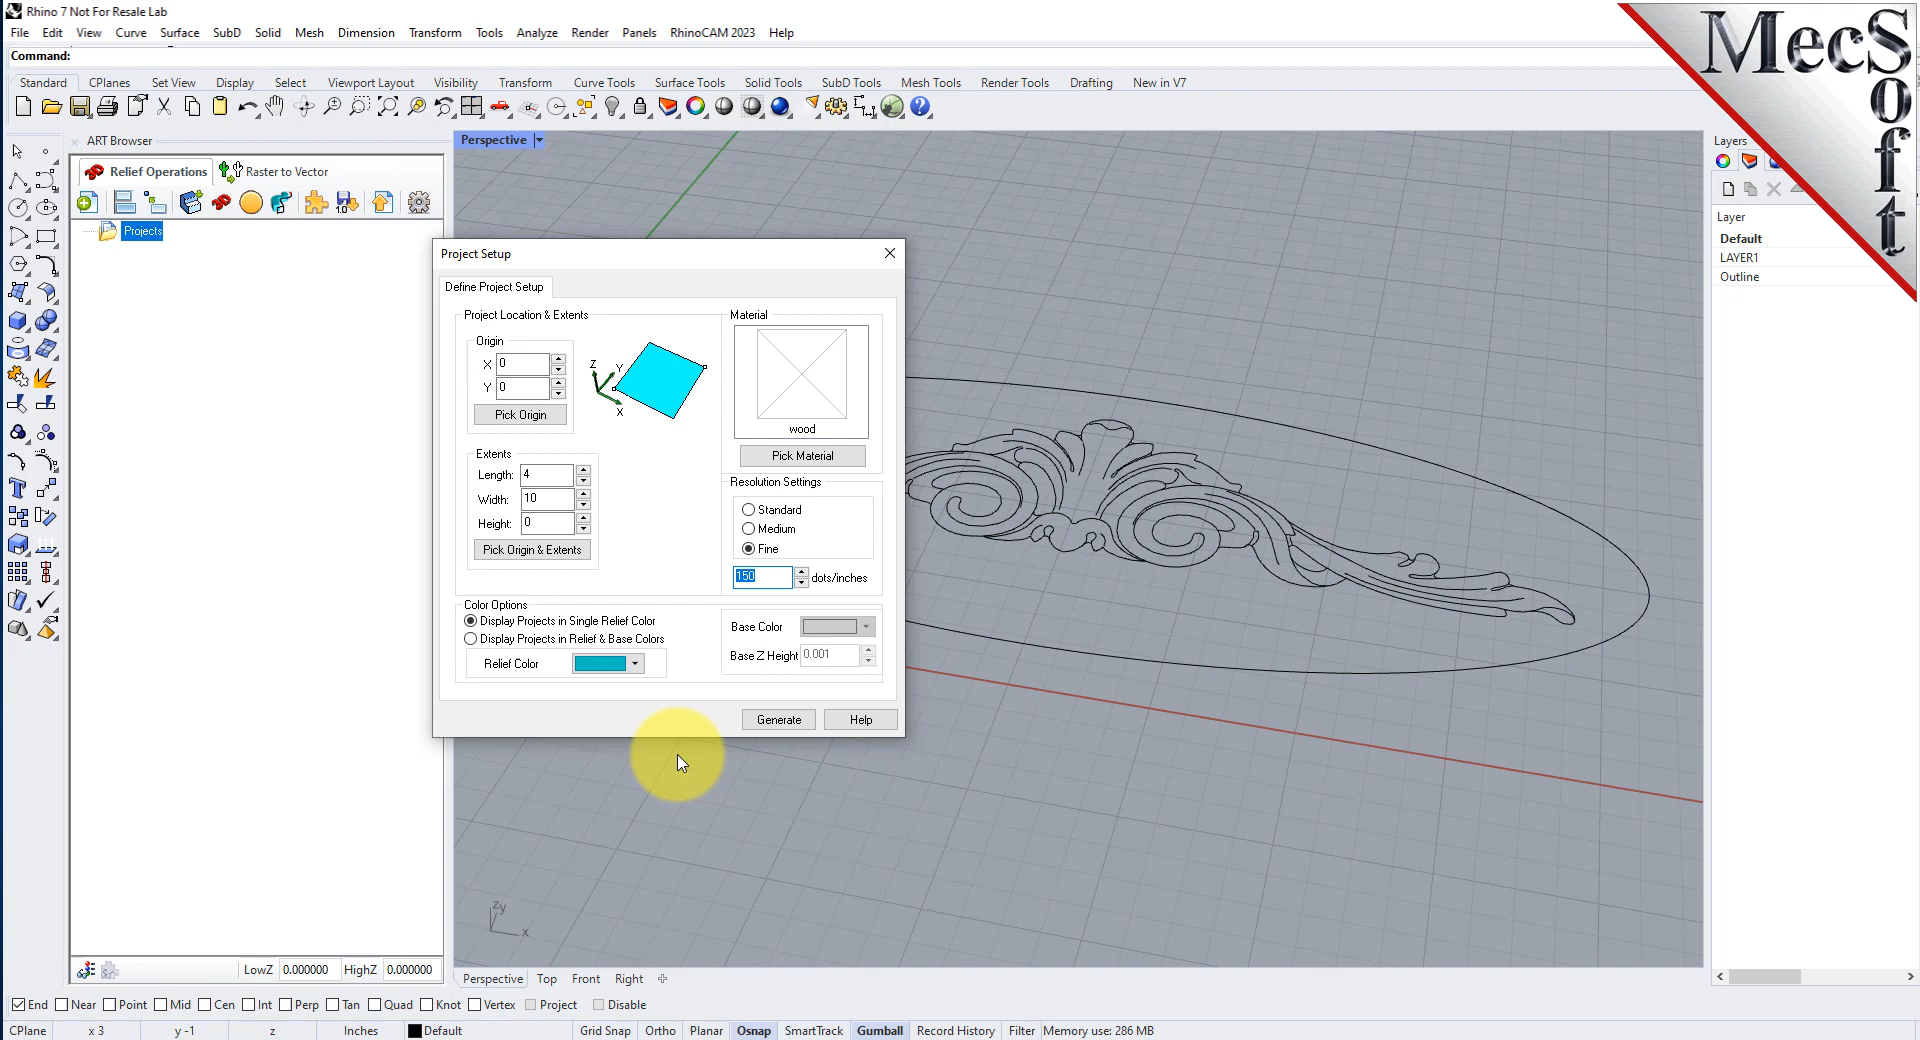 Rhino 7 Not For Resale Lab
File Edit View Curve Surface SubD Solid Mesh Dimension Transform Tools Analyze Render Panels RhinoCAM 2023 Help
Command:
Standard CPlanes Set View Display Select Viewport Layout Visibility Transform Curve Tools Surface Tools Solid Tools SubD Tools Mesh Tools Render Tools Drafting New in V7
MecSoft
ART Browser
Relief Operations Raster to Vector
Projects
Perspective
Layers
Layer
Default
LAYER1
Outline
Project Setup
Define Project Setup
Project Location & Extents
Origin
X 0
Y 0
Pick Origin
Z
Y
X
Extents
Length: 4
Width: 10
Height: 0
Pick Origin & Extents
Material
wood
Pick Material
Resolution Settings
Standard
Medium
Fine
150 dots/inches
Color Options
Display Projects in Single Relief Color
Display Projects in Relief & Base Colors
Relief Color
Base Color
Base Z Height 0.001
Generate Help
Zy
x
LowZ 0.000000 HighZ 0.000000
Perspective Top Front Right
End Near Point Mid Cen Int Perp Tan Quad Knot Vertex Project Disable
CPlane x 3 y -1 z Inches Default Grid Snap Ortho Planar Osnap SmartTrack Gumball Record History Filter Memory use: 286 MB